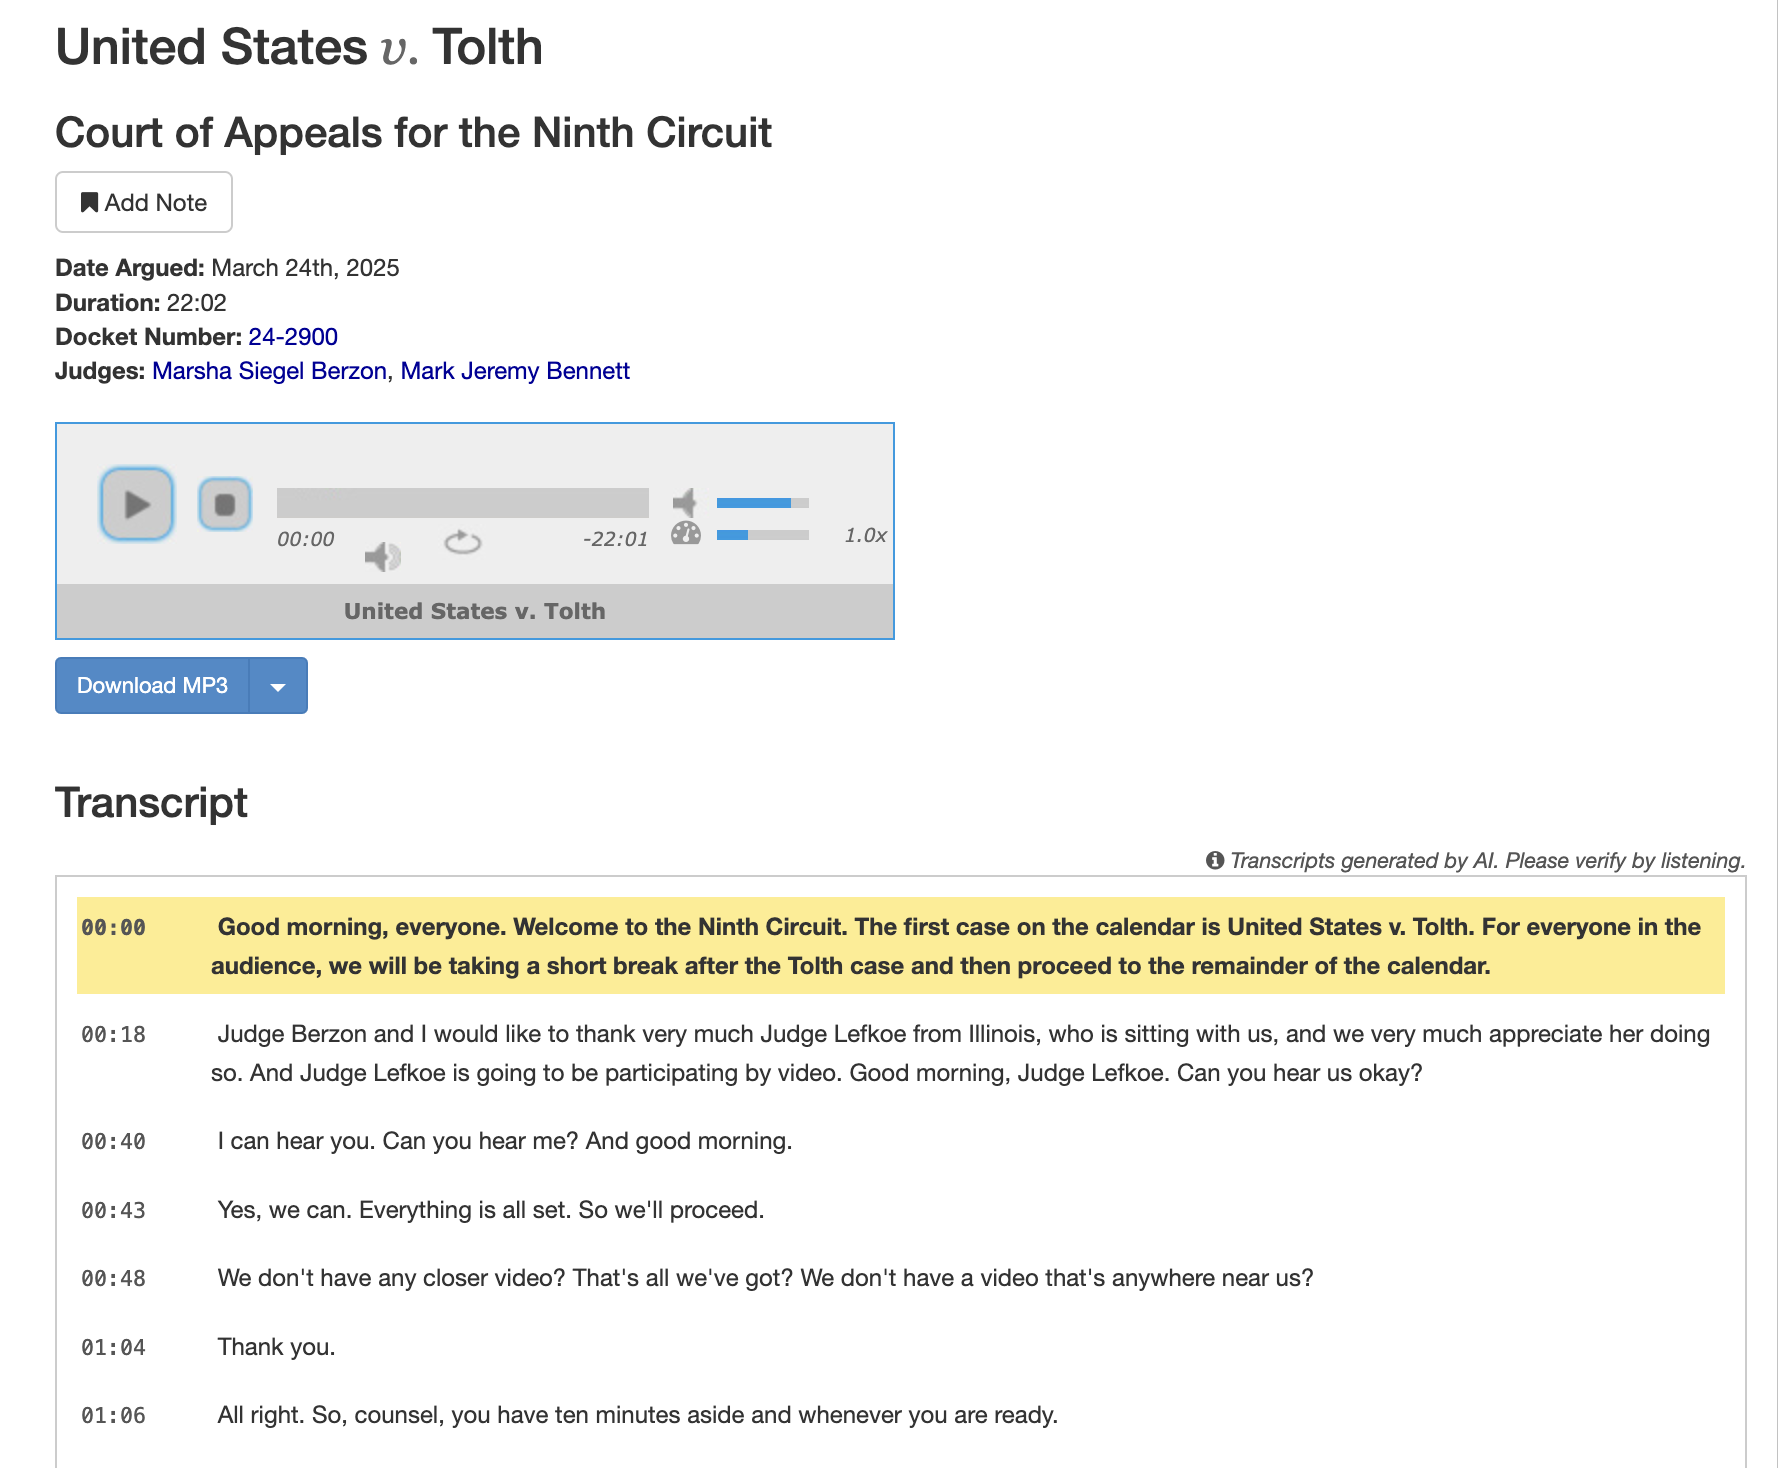 United States v. Tolth
Court of Appeals for the Ninth Circuit
Add Note
Date Argued: March 24th, 2025
Duration: 22:02
Docket Number: 24-2900
Judges: Marsha Siegel Berzon, Mark Jeremy Bennett
00:00
-22:01
1.0x
United States v. Tolth
Download MP3
Transcript
Transcripts generated by AI. Please verify by listening.
00:00 Good morning, everyone. Welcome to the Ninth Circuit. The first case on the calendar is United States v. Tolth. For everyone in the
audience, we will be taking a short break after the Tolth case and then proceed to the remainder of the calendar.
00:18 Judge Berzon and I would like to thank very much Judge Lefkoe from Illinois, who is sitting with us, and we very much appreciate her doing
so. And Judge Lefkoe is going to be participating by video. Good morning, Judge Lefkoe. Can you hear us okay?
00:40 I can hear you. Can you hear me? And good morning.
00:43 Yes, we can. Everything is all set. So we'll proceed.
00:48 We don't have any closer video? That's all we've got? We don't have a video that's anywhere near us?
01:04 Thank you.
01:06 All right. So, counsel, you have ten minutes aside and whenever you are ready.